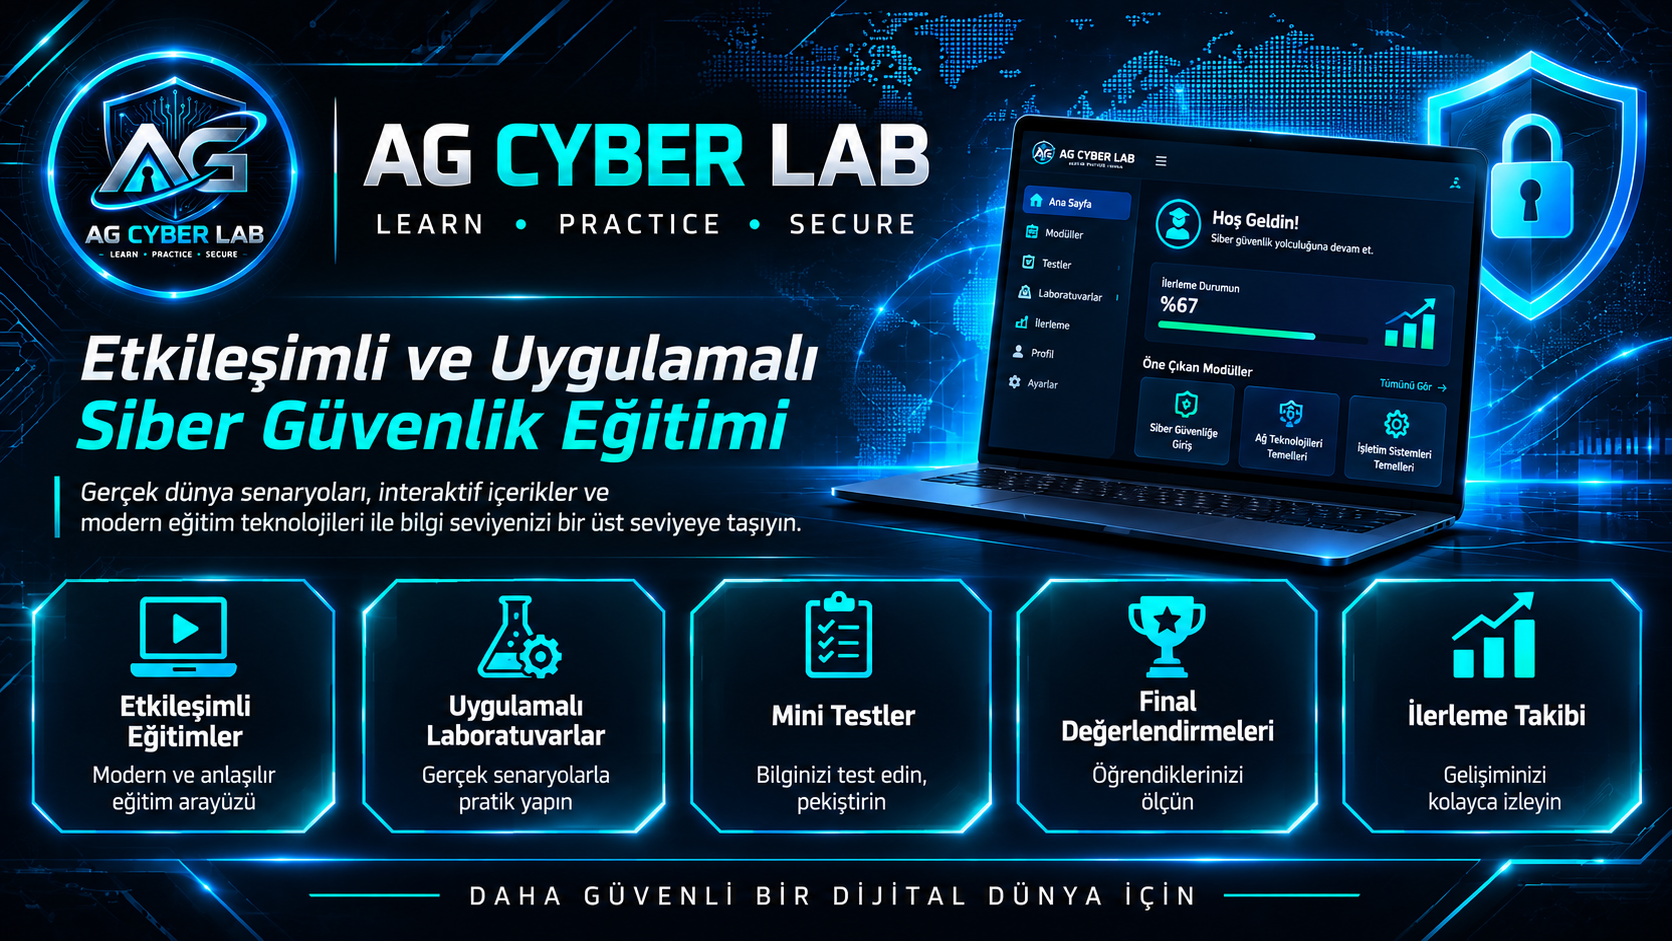 AG CYBER LAB
LEARN • PRACTICE • SECURE
AG CYBER LAB
LEARN • PRACTICE • SECURE
Etkileşimli ve Uygulamalı
Siber Güvenlik Eğitimi
Gerçek dünya senaryoları, interaktif içerikler ve
modern eğitim teknolojileri ile bilgi seviyenizi bir üst seviyeye taşıyın.
AG CYBER LAB
Ana Sayfa
Modüller
Testler
Laboratuvarlar
İlerleme
Profil
Ayarlar
Hoş Geldin!
Siber güvenlik yolculuğuna devam et.
İlerleme Durumun
%67
Öne Çıkan Modüller
Tümünü Gör →
Siber Güvenliğe
Giriş
Ağ Teknolojileri
Temelleri
İşletim Sistemleri
Temelleri
Etkileşimli
Eğitimler
Modern ve anlaşılır
eğitim arayüzü
Uygulamalı
Laboratuvarlar
Gerçek senaryolarla
pratik yapın
Mini Testler
Bilginizi test edin,
pekiştirin
Final
Değerlendirmeleri
Öğrendiklerinizi
ölçün
İlerleme Takibi
Gelişiminizi
kolayca izleyin
DAHA GÜVENLİ BİR DİJİTAL DÜNYA İÇİN